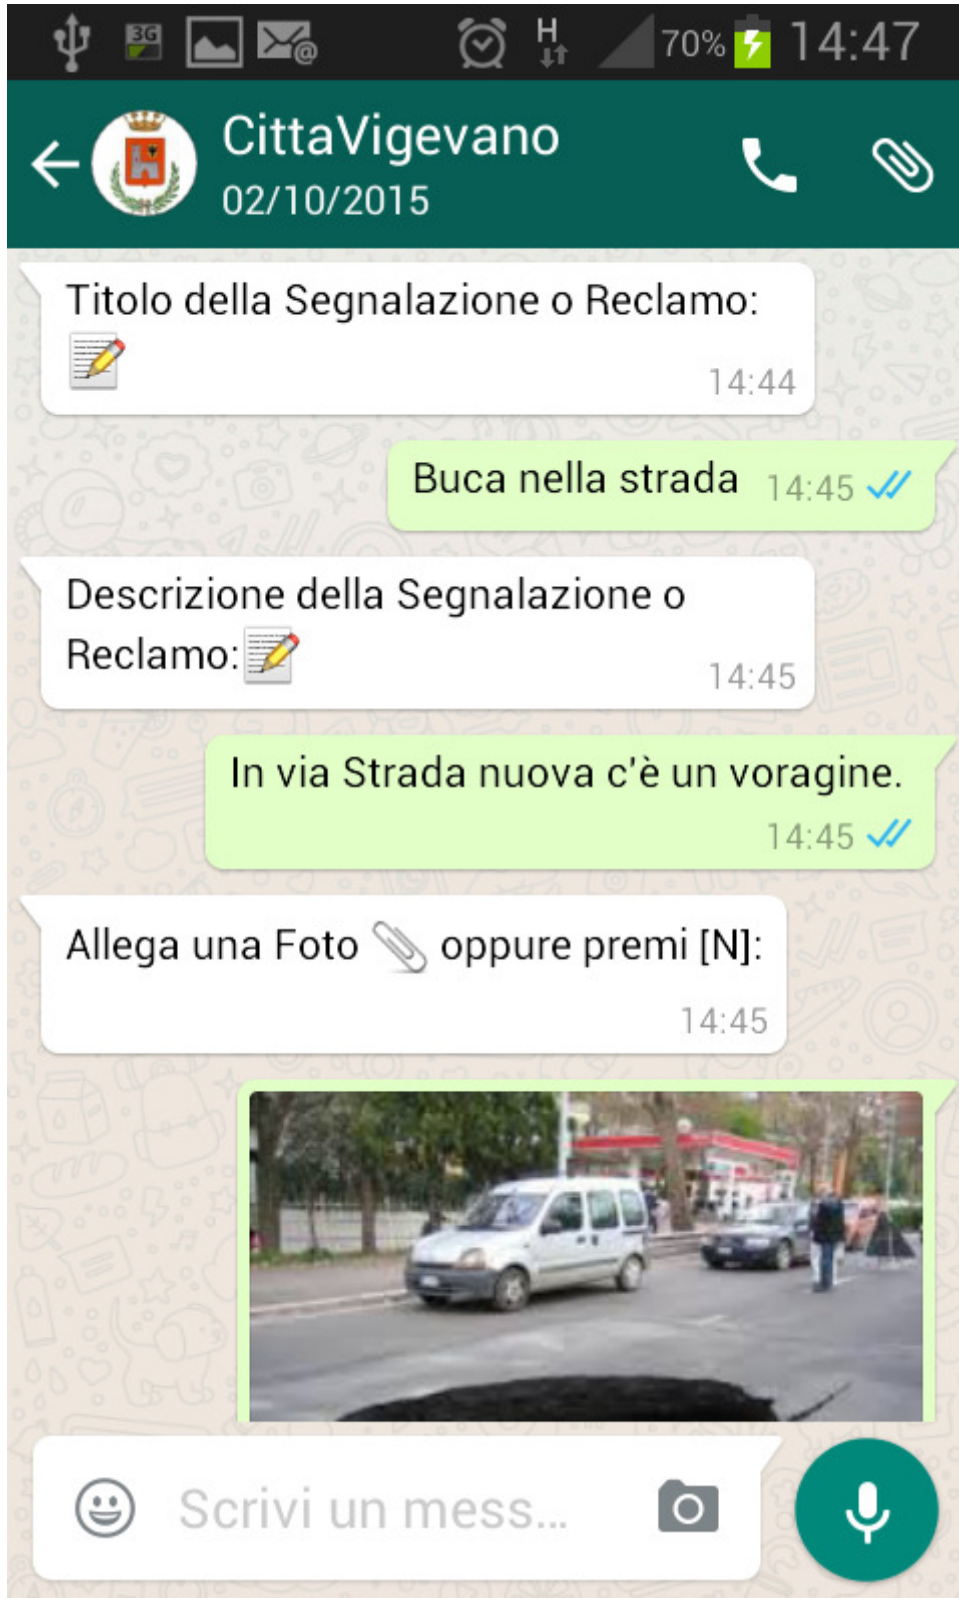 3G H 70% 14:47
CittaVigevano
02/10/2015
Titolo della Segnalazione o Reclamo:
14:44
Buca nella strada 14:45
Descrizione della Segnalazione o
Reclamo:
14:45
In via Strada nuova c'è un voragine.
14:45
Allega una Foto oppure premi [N]:
14:45
Scrivi un mess...